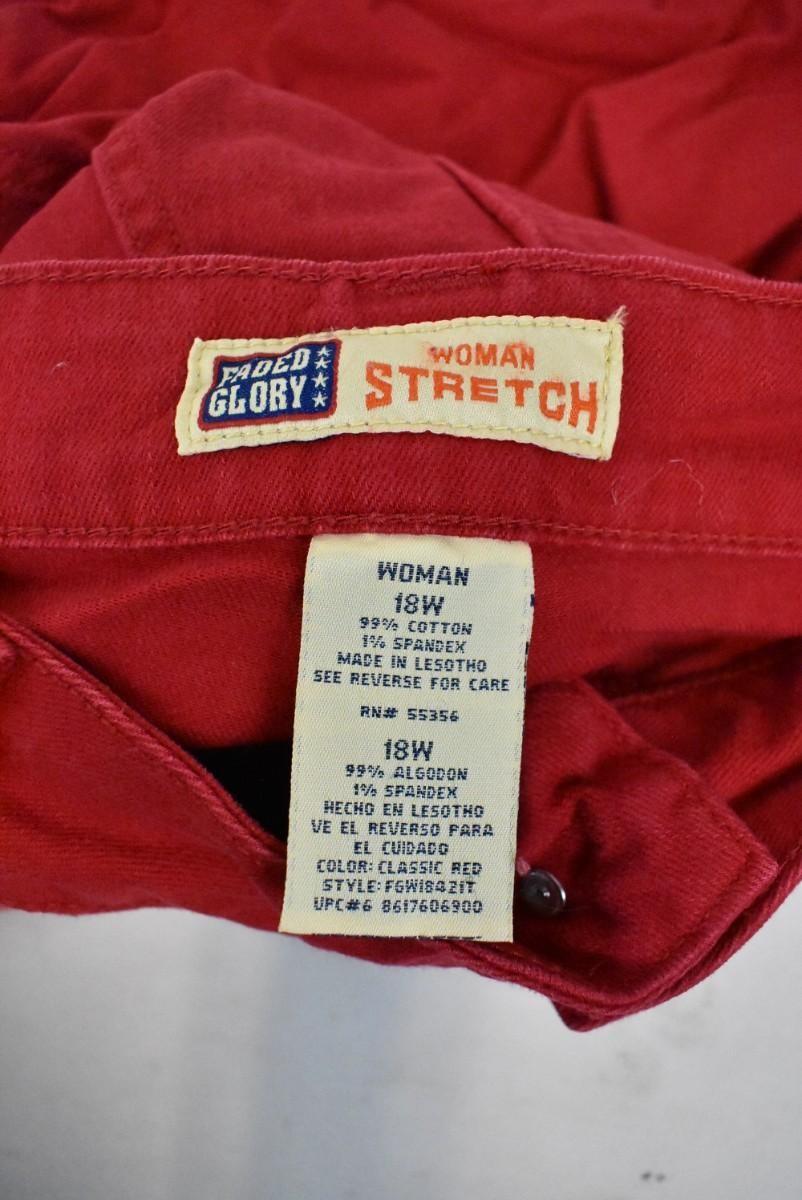 FADED
GLORY
WOMAN
STRETCH
WOMAN
18W
99% COTTON
1% SPANDEX
MADE IN LESOTHO
SEE REVERSE FOR CARE
RN# 55356
18W
99% ALGODON
1% SPANDEX
HECHO EN LESOTHO
VE EL REVERSO PARA
EL CUIDADO
COLOR: CLASSIC RED
STYLE: FGW18421T
UPC#6 8617606900